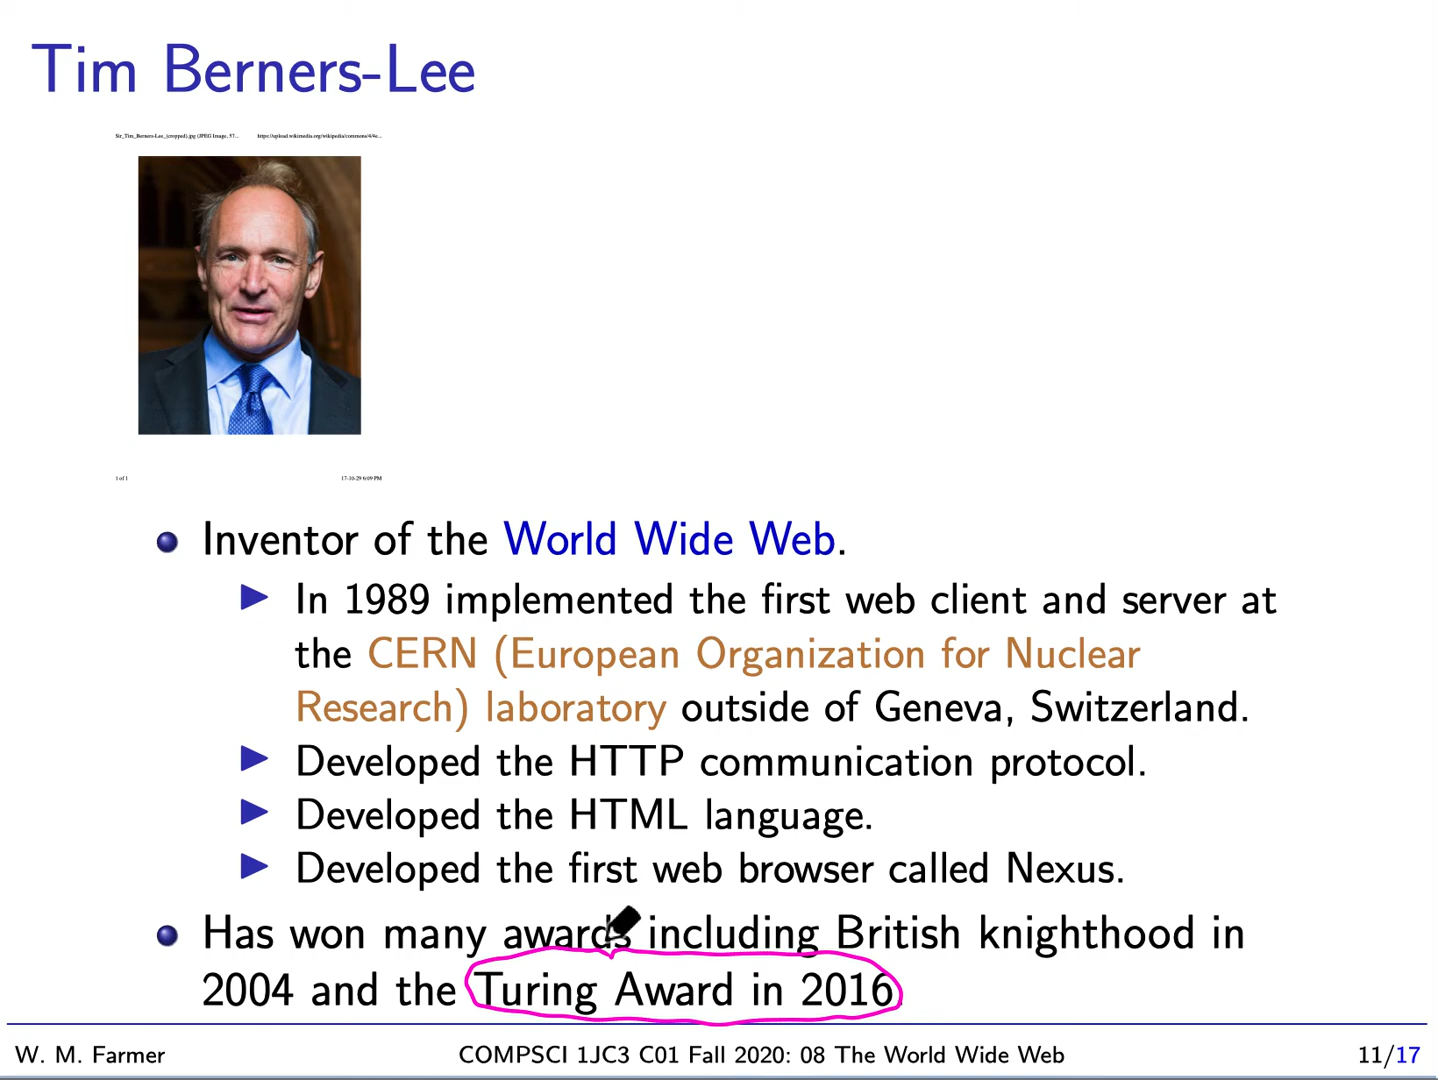 Tim Berners-Lee
Sir_Tim_Berners-Lee_(cropped).jpg (JPEG Image, 57... https://upload.wikimedia.org/wikipedia/commons/4/4e...
1 of 1 17-10-29 6:09 PM
Inventor of the World Wide Web.
In 1989 implemented the first web client and server at
the CERN (European Organization for Nuclear
Research) laboratory outside of Geneva, Switzerland.
Developed the HTTP communication protocol.
Developed the HTML language.
Developed the first web browser called Nexus.
Has won many awards including British knighthood in
2004 and the Turing Award in 2016.
W. M. Farmer COMPSCI 1JC3 C01 Fall 2020: 08 The World Wide Web 11/17